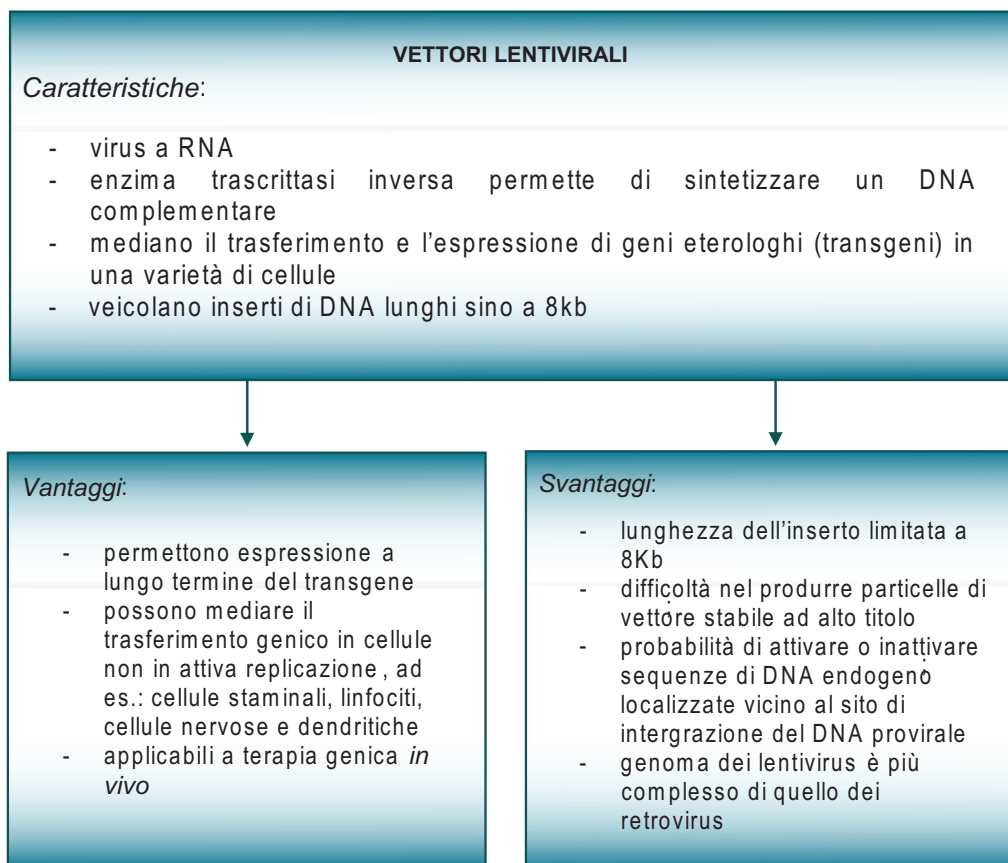 VETTORI LENTIVIRALI
Caratteristiche:
- virus a RNA
- enzima trascrittasi inversa permette di sintetizzare un DNA
complementare
- mediano il trasferimento e l'espressione di geni eterologhi (transgeni) in
una varietà di cellule
- veicolano inserti di DNA lunghi sino a 8kb
Vantaggi:
- permettono espressione a
lungo termine del transgene
- possono mediare il
trasferimento genico in cellule
non in attiva replicazione, ad
es.: cellule staminali, linfociti,
cellule nervose e dendritiche
- applicabili a terapia genica in
vivo
Svantaggi:
- lunghezza dell'inserto limitata a
8Kb
- difficoltà nel produrre particelle di
vettore stabile ad alto titolo
- probabilità di attivare o inattivare
sequenze di DNA endogeno
localizzate vicino al sito di
intergrazione del DNA provirale
- genoma dei lentivirus è più
complesso di quello dei
retrovirus